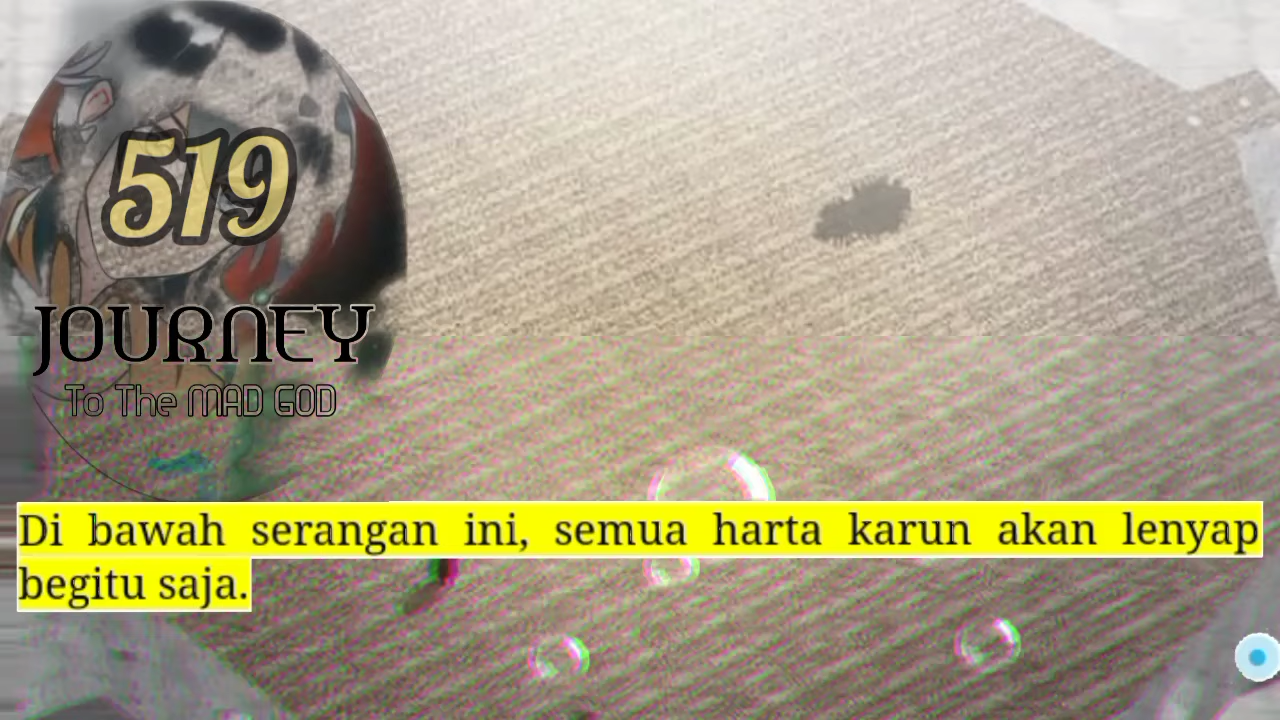 519
JOURNEY
To The MAD GOD
Di bawah serangan ini, semua harta karun akan lenyap
begitu saja.